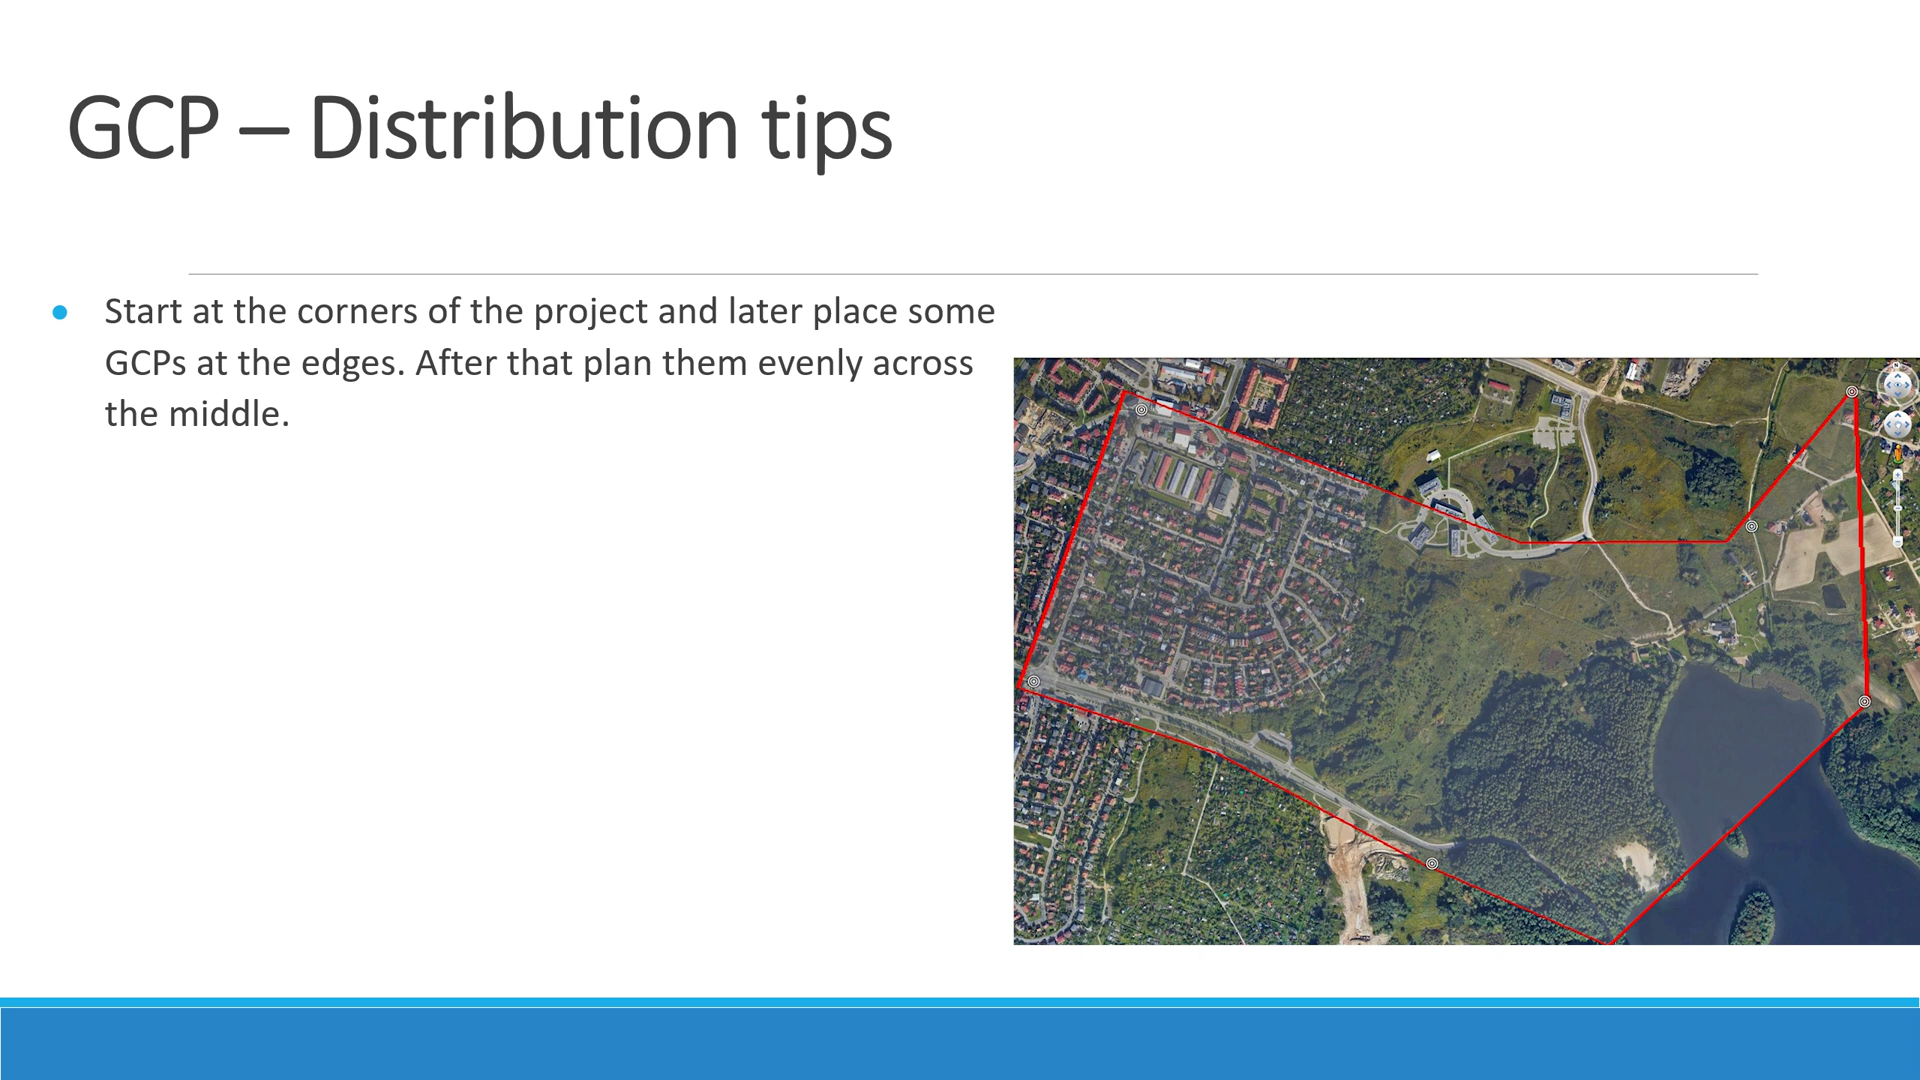 GCP – Distribution tips
Start at the corners of the project and later place some
GCPs at the edges. After that plan them evenly across
the middle.